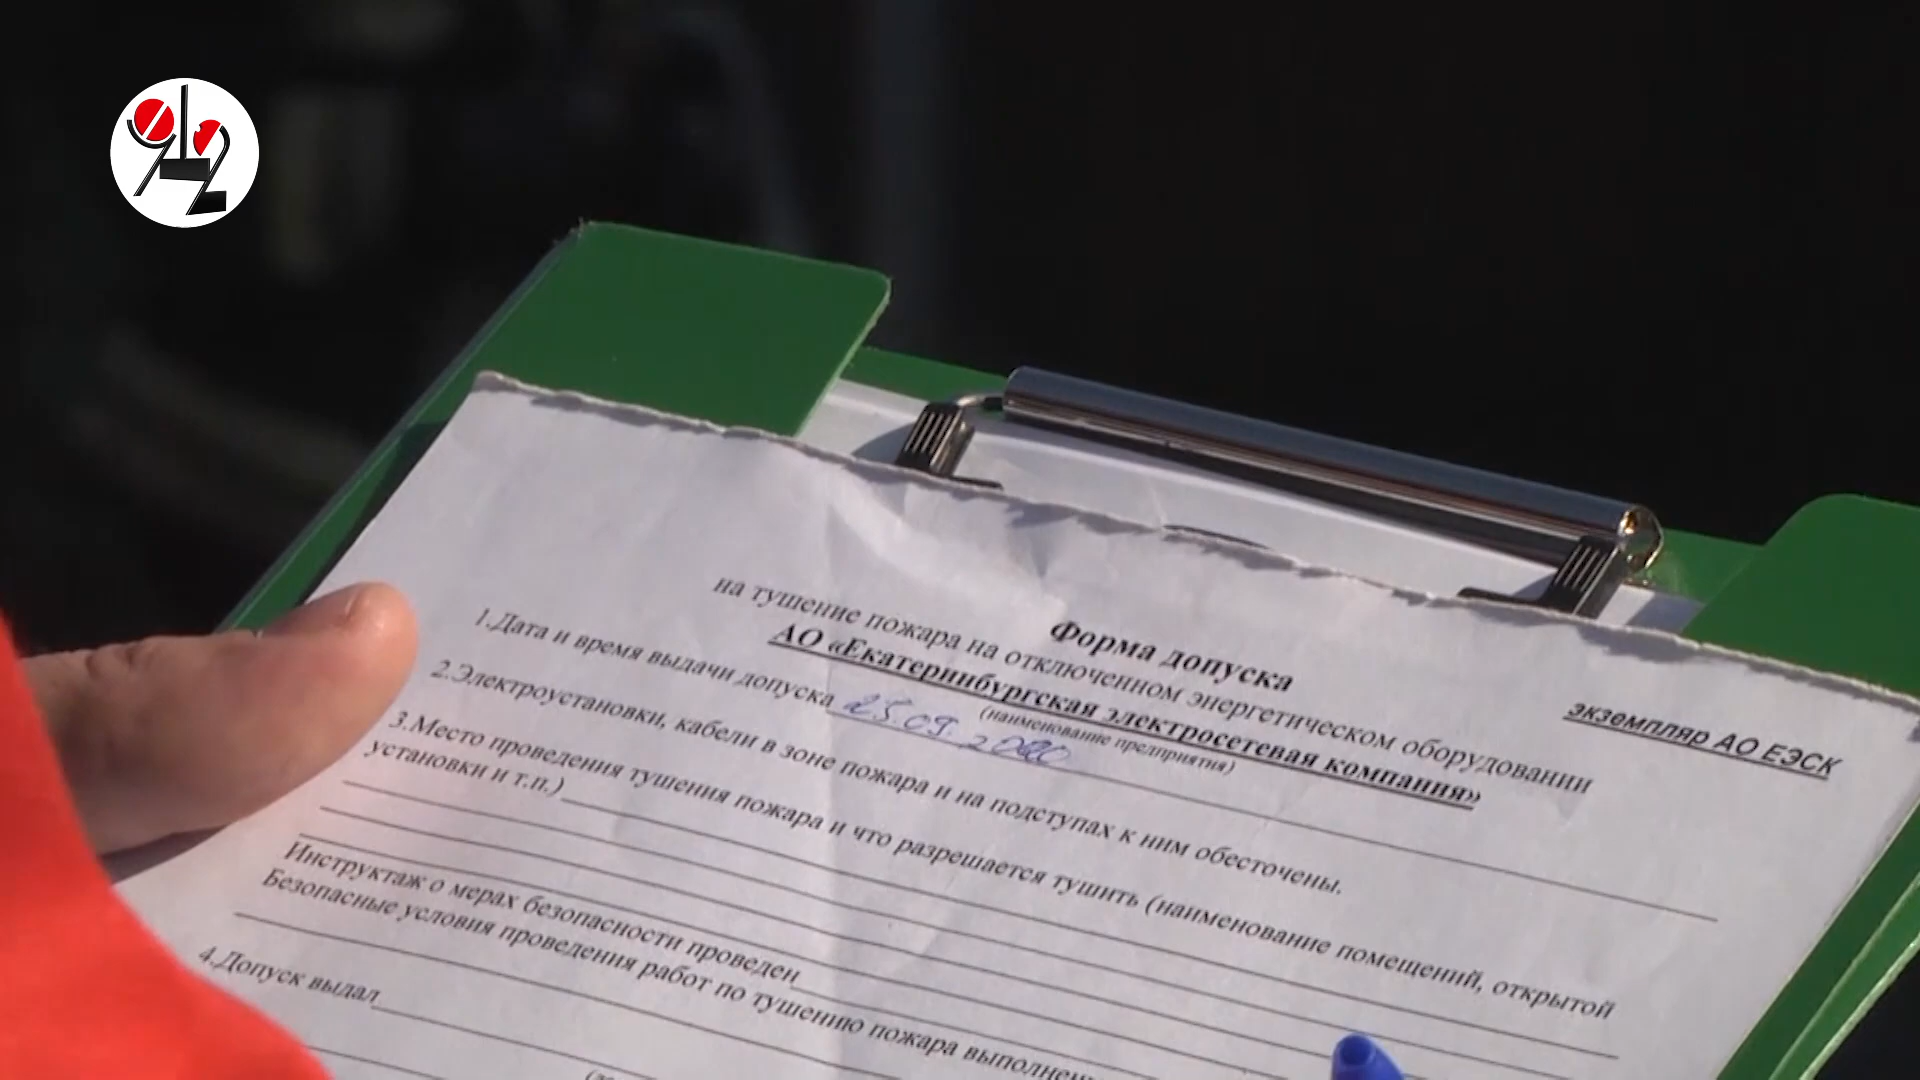 912
экземпляр АО ЕЭСК
Форма допуска
на тушение пожара на отключенном энергетическом оборудовании
АО «Екатеринбургская электросетевая компания»
(наименование предприятия)
1.Дата и время выдачи допуска 25.09.2020
2.Электроустановки, кабели в зоне пожара и на подступах к ним обесточены.
3.Место проведения тушения пожара и что разрешается тушить (наименование помещений, открытой
установки и т.п.)
Инструктаж о мерах безопасности проведен
Безопасные условия проведения работ по тушению пожара выполнены
4.Допуск выдал